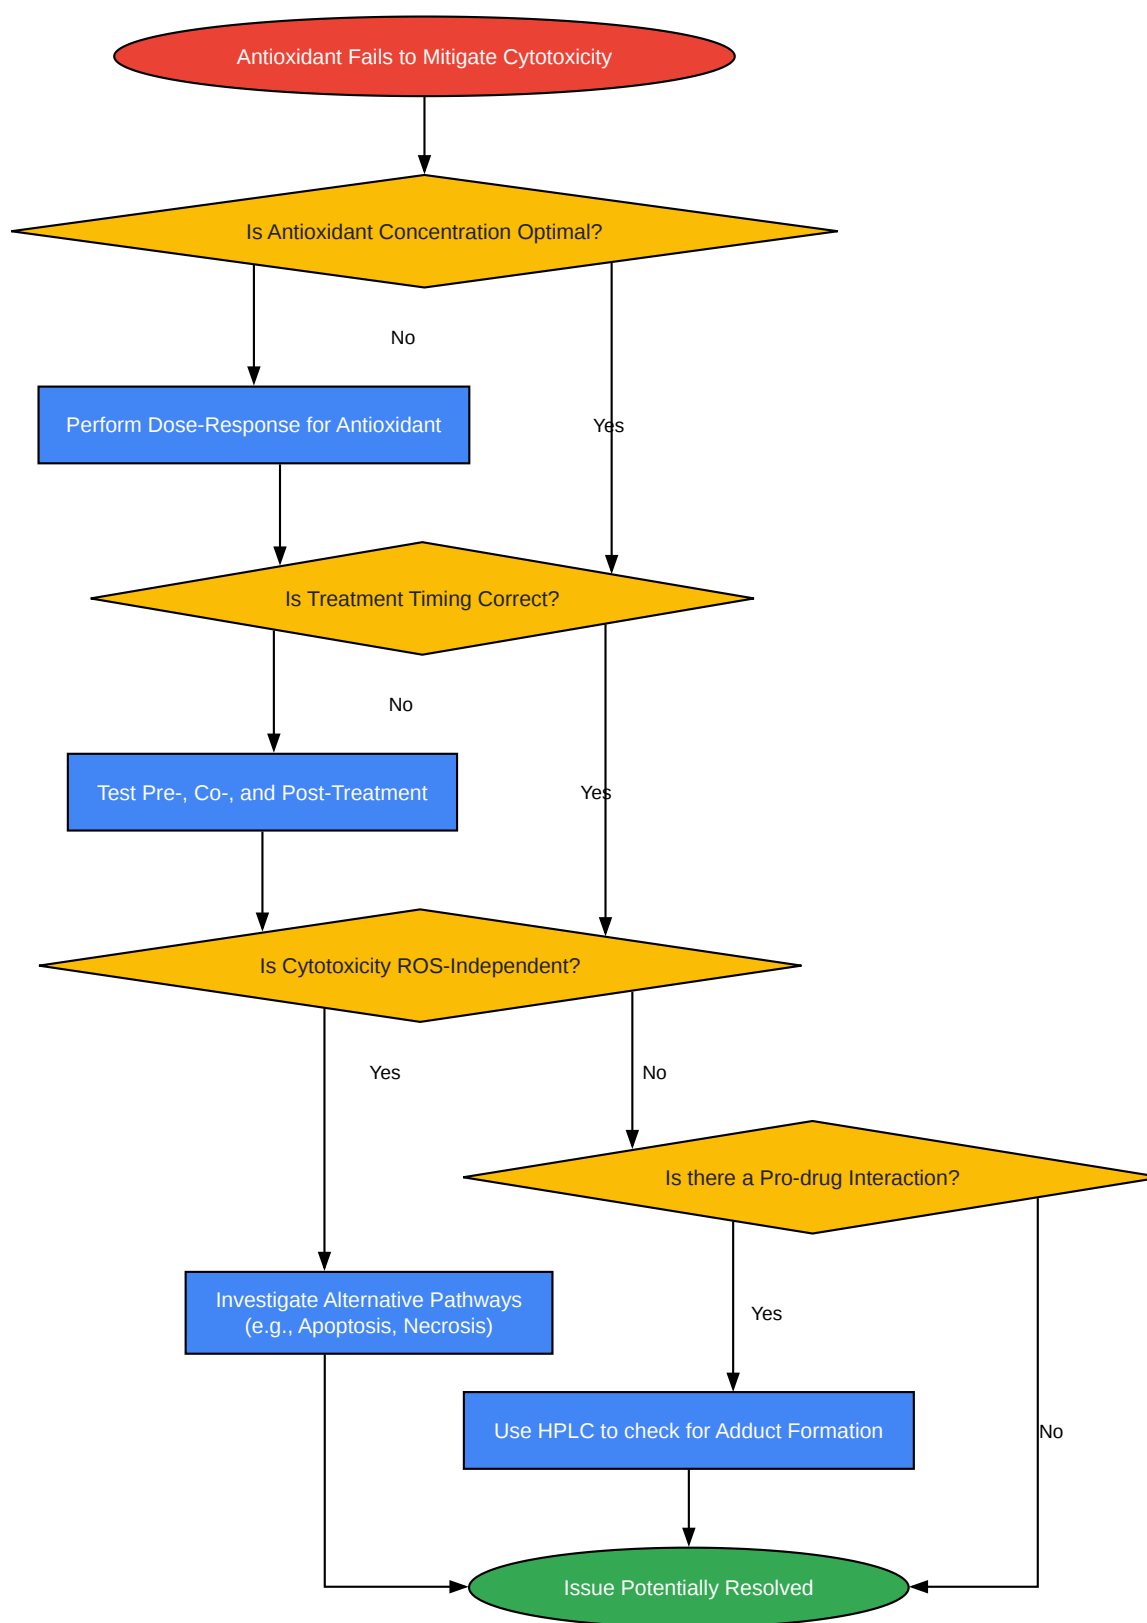 Antioxidant Fails to Mitigate Cytotoxicity
Is Antioxidant Concentration Optimal?
No
Perform Dose-Response for Antioxidant
Yes
Is Treatment Timing Correct?
No
Test Pre-, Co-, and Post-Treatment
Yes
Is Cytotoxicity ROS-Independent?
Yes
No
Is there a Pro-drug Interaction?
Investigate Alternative Pathways
(e.g., Apoptosis, Necrosis)
Yes
Use HPLC to check for Adduct Formation
No
Issue Potentially Resolved